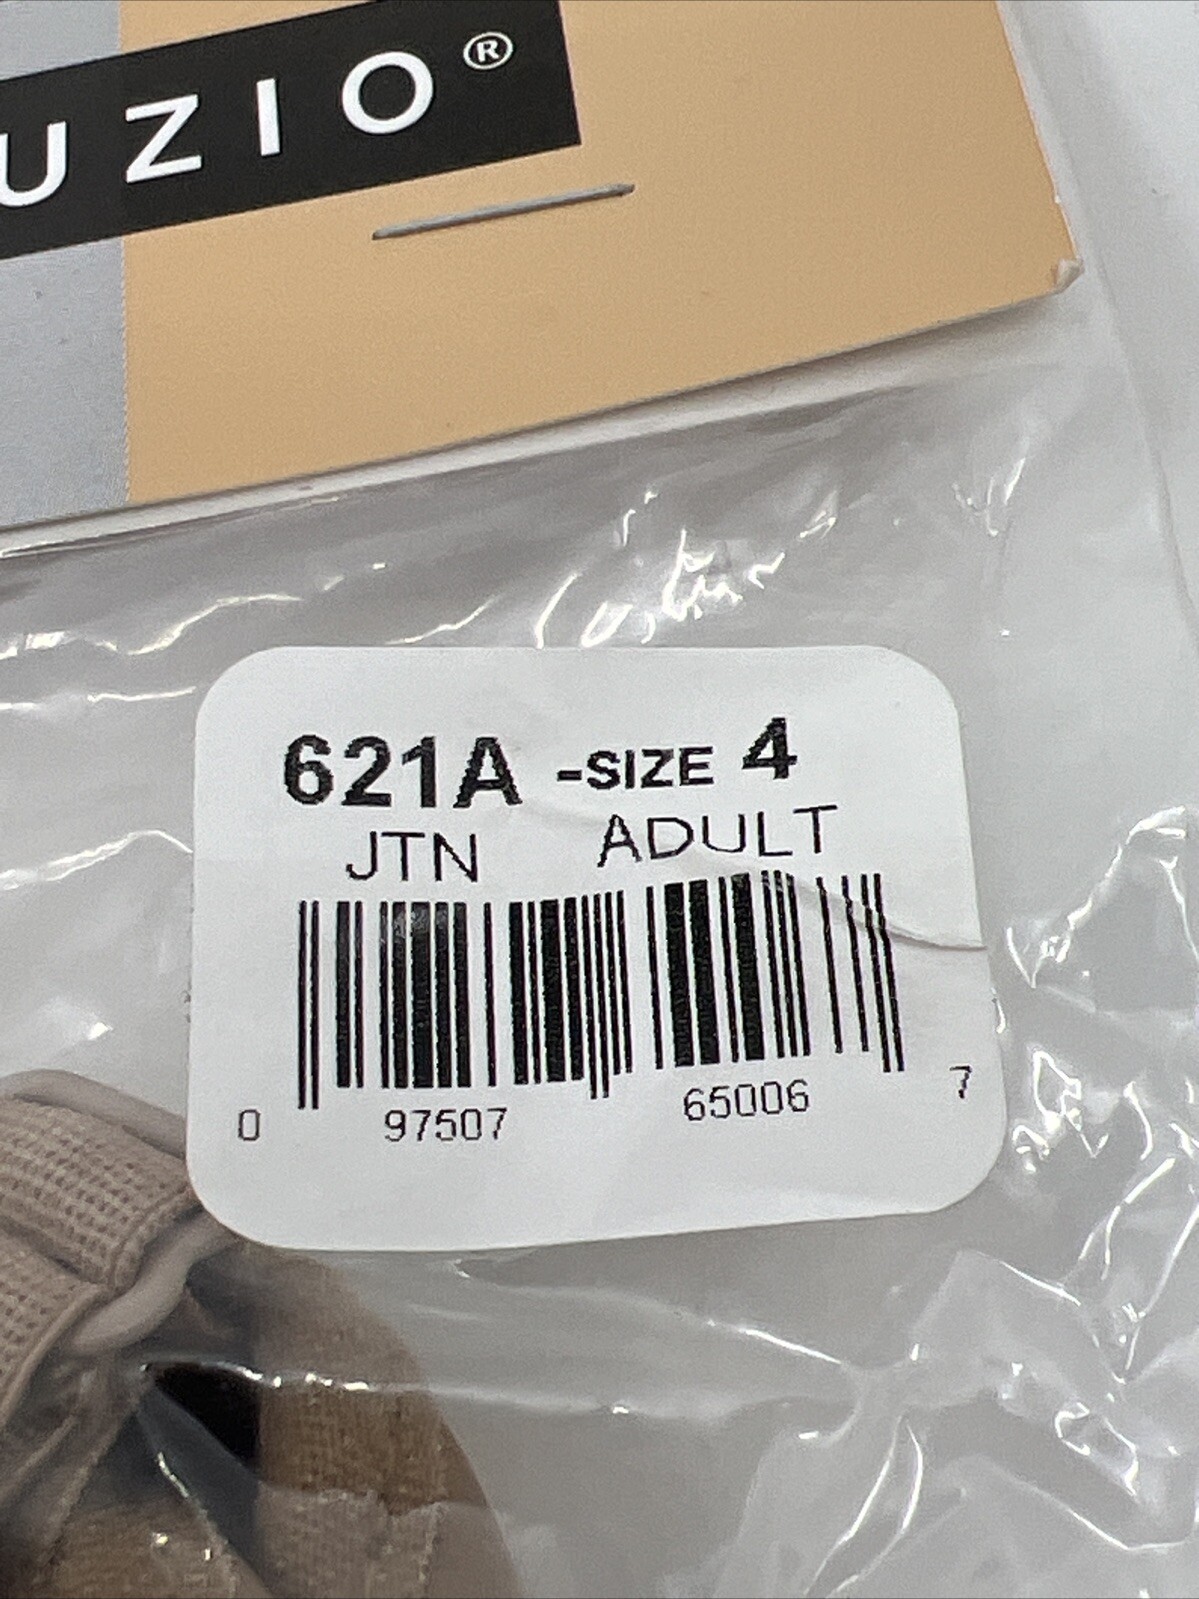 UZIO®
621A -SIZE 4
JTN ADULT
0 97507 65006 7